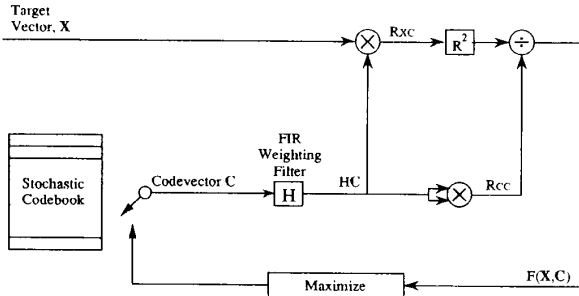 Target
Vector, X
×
Rxc
R²
÷
Stochastic
Codebook
Codevector C
FIR
Weighting
Filter
H
HC
×
Rcc
Maximize
F(X,C)